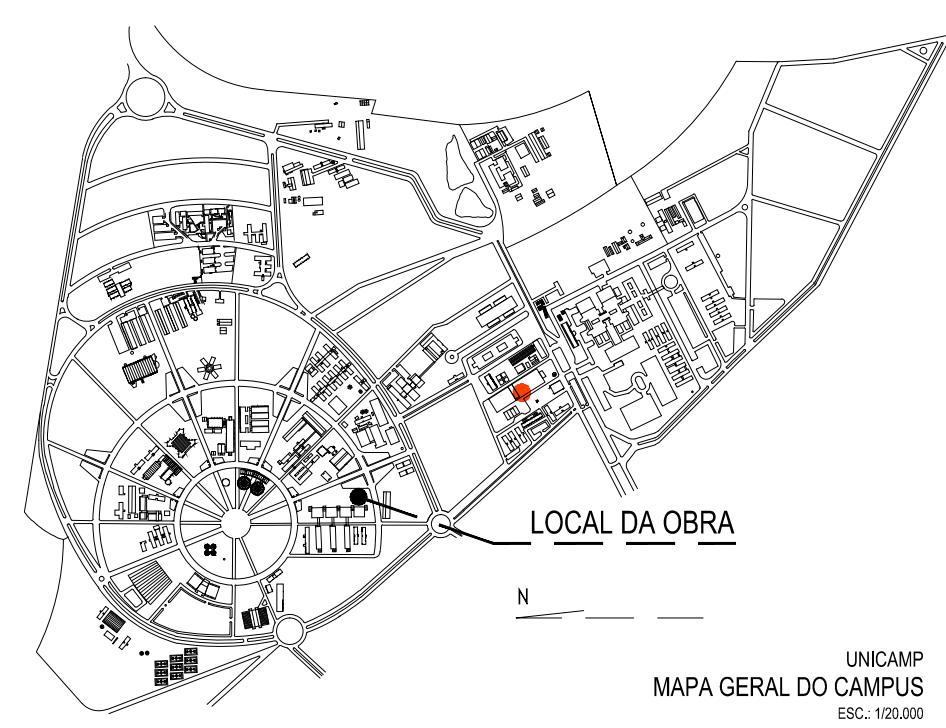 LOCAL DA OBRA
N
UNICAMP
MAPA GERAL DO CAMPUS
ESC.: 1/20.000